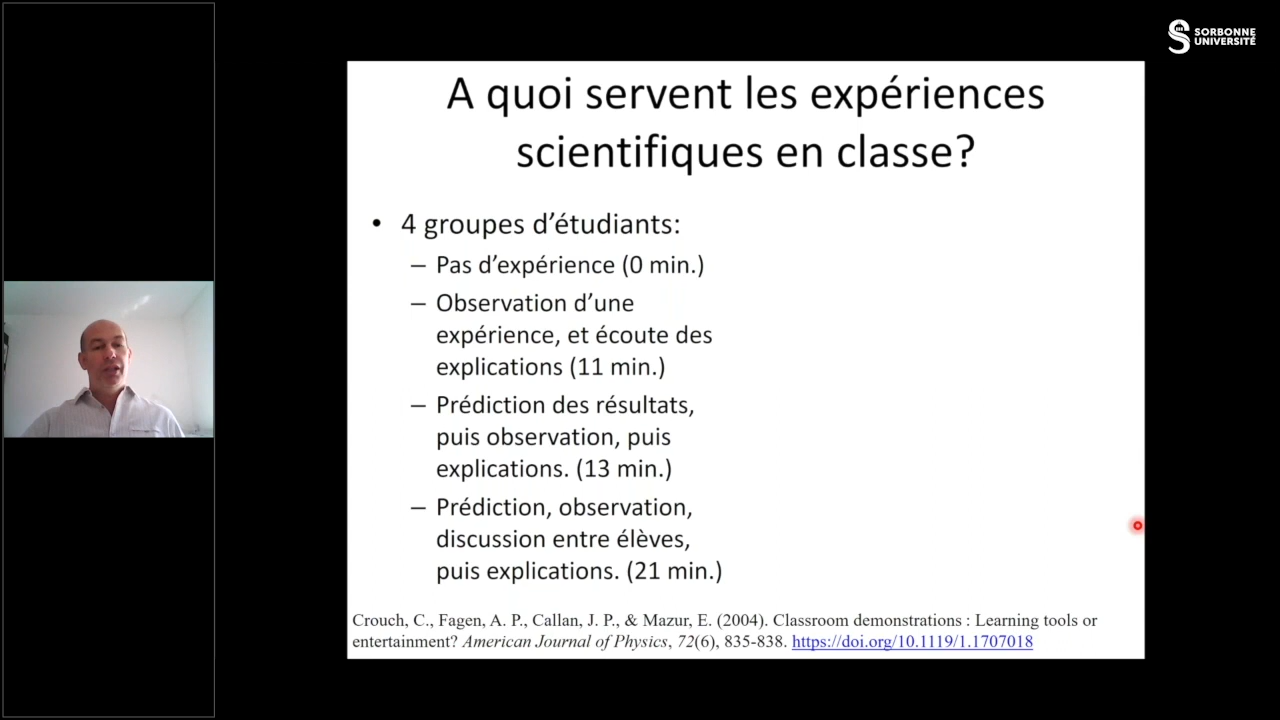 SORBONNE
UNIVERSITÉ
A quoi servent les expériences
scientifiques en classe?
• 4 groupes d'étudiants:
– Pas d'expérience (0 min.)
– Observation d'une
expérience, et écoute des
explications (11 min.)
– Prédiction des résultats,
puis observation, puis
explications. (13 min.)
– Prédiction, observation,
discussion entre élèves,
puis explications. (21 min.)
Crouch, C., Fagen, A. P., Callan, J. P., & Mazur, E. (2004). Classroom demonstrations : Learning tools or
entertainment? American Journal of Physics, 72(6), 835-838. https://doi.org/10.1119/1.1707018